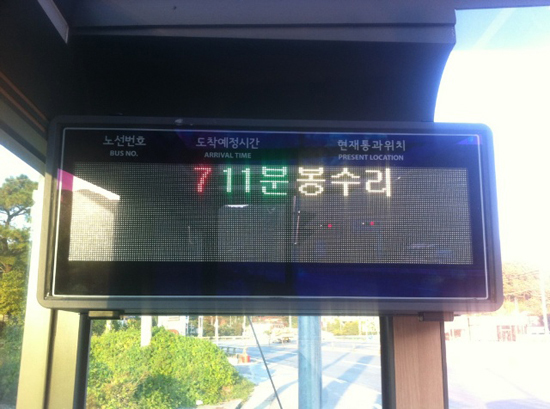 노선번호 도착예정시간 현재통과위치
BUS NO. ARRIVAL TIME PRESENT LOCATION
7 11분 봉수리